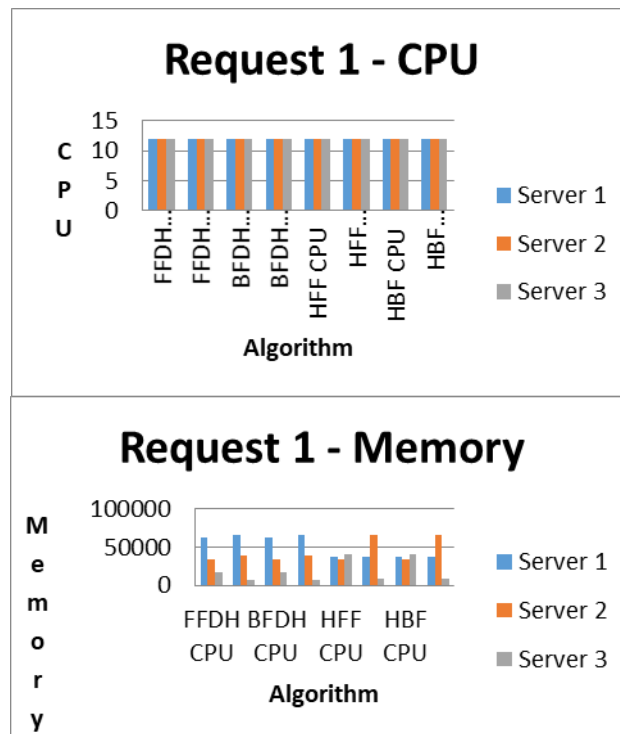 Request 1 - CPU
CPU
15
10
5
0
FFDH...
FFDH...
BFDH...
BFDH...
HFF CPU
HFF...
HBF CPU
HBF...
Algorithm
Server 1
Server 2
Server 3
Request 1 - Memory
Memory
100000
50000
0
FFDH CPU
BFDH CPU
HFF CPU
HBF CPU
Algorithm
Server 1
Server 2
Server 3